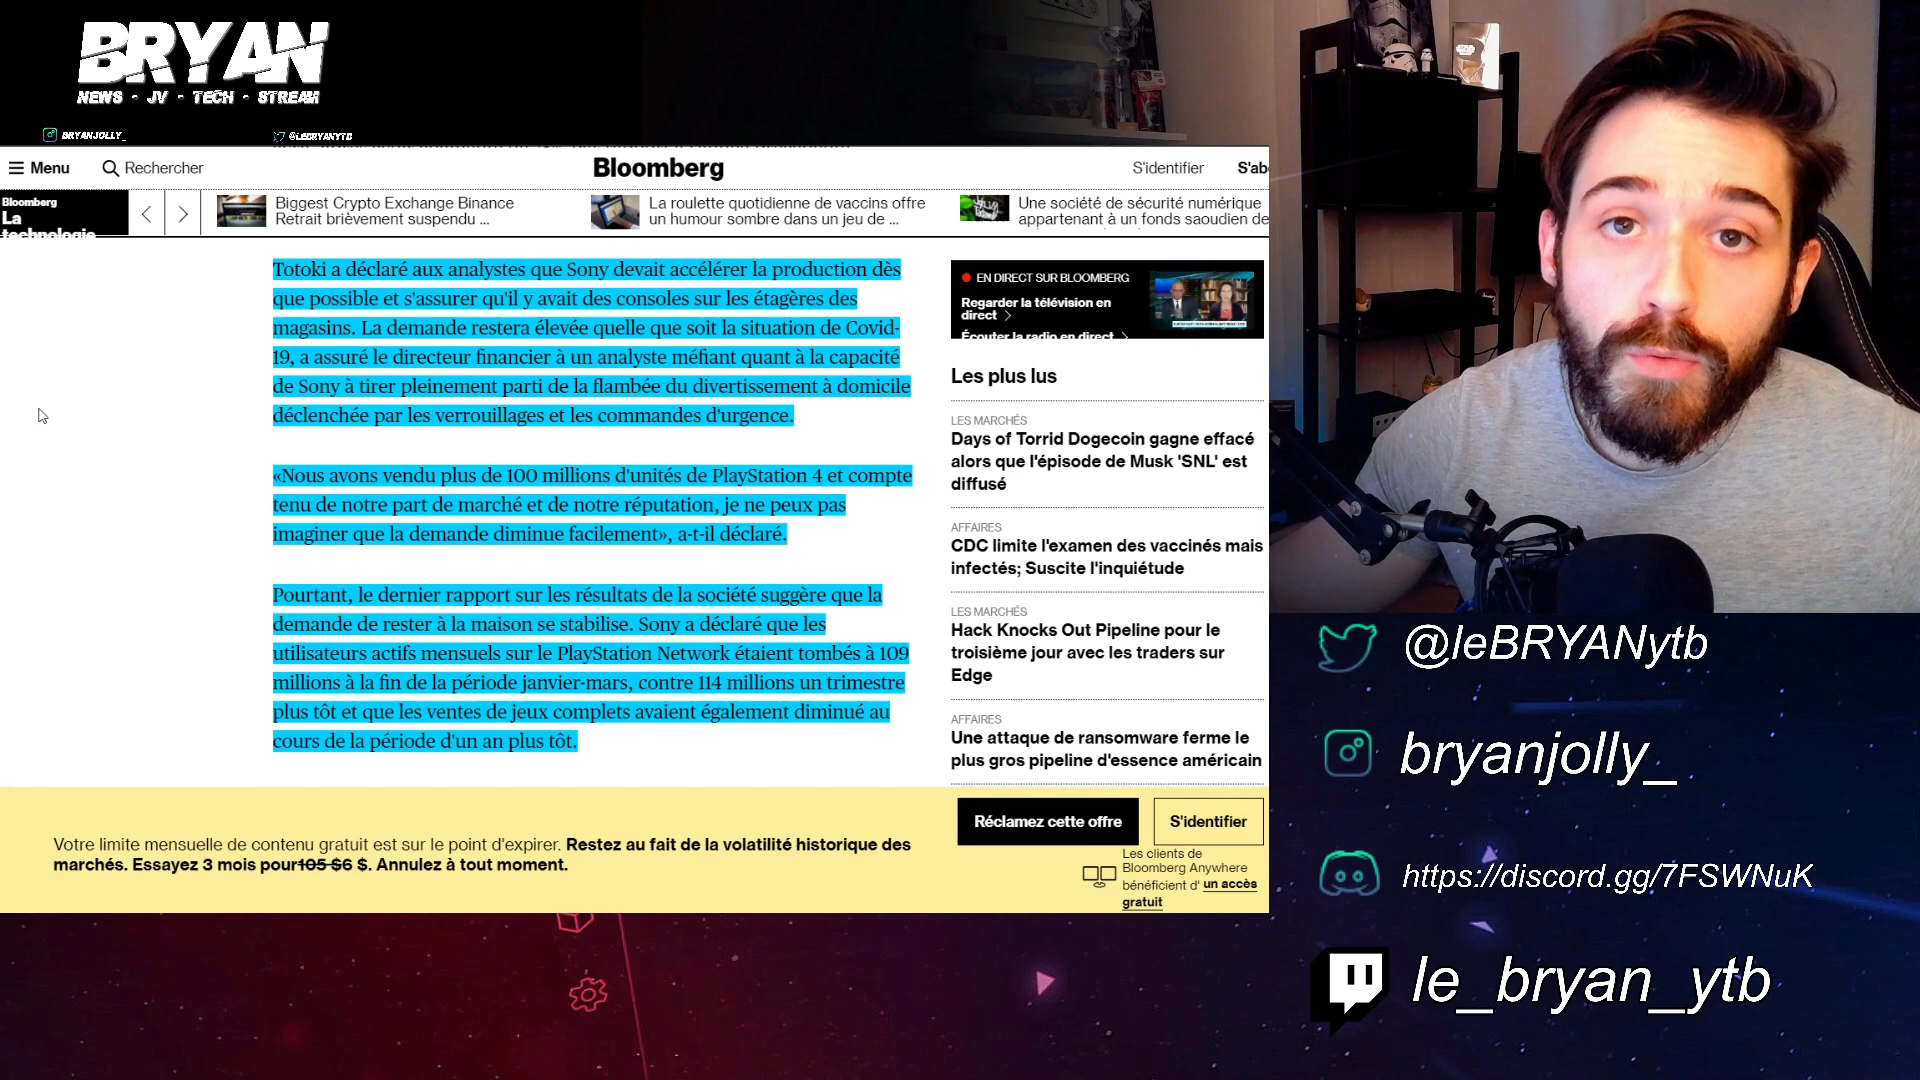 BRYAN
NEWS - JV - TECH - STREAM
BRYANJOLLY_
@LEBRYANYTB
Menu
Rechercher
Bloomberg
S'identifier
S'ab
Bloomberg
La
technologie
Biggest Crypto Exchange Binance
Retrait brièvement suspendu ...
La roulette quotidienne de vaccins offre
un humour sombre dans un jeu de ...
Une société de sécurité numérique
appartenant à un fonds saoudien de
Totoki a déclaré aux analystes que Sony devait accélérer la production dès
que possible et s'assurer qu'il y avait des consoles sur les étagères des
magasins. La demande restera élevée quelle que soit la situation de Covid-
19, a assuré le directeur financier à un analyste méfiant quant à la capacité
de Sony à tirer pleinement parti de la flambée du divertissement à domicile
déclenchée par les verrouillages et les commandes d'urgence.
«Nous avons vendu plus de 100 millions d'unités de PlayStation 4 et compte
tenu de notre part de marché et de notre réputation, je ne peux pas
imaginer que la demande diminue facilement», a-t-il déclaré.
Pourtant, le dernier rapport sur les résultats de la société suggère que la
demande de rester à la maison se stabilise. Sony a déclaré que les
utilisateurs actifs mensuels sur le PlayStation Network étaient tombés à 109
millions à la fin de la période janvier-mars, contre 114 millions un trimestre
plus tôt et que les ventes de jeux complets avaient également diminué au
cours de la période d'un an plus tôt.
EN DIRECT SUR BLOOMBERG
Regarder la télévision en
direct
Écouter la radio en direct
Les plus lus
LES MARCHÉS
Days of Torrid Dogecoin gagne effacé
alors que l'épisode de Musk 'SNL' est
diffusé
AFFAIRES
CDC limite l'examen des vaccinés mais
infectés; Suscite l'inquiétude
LES MARCHÉS
Hack Knocks Out Pipeline pour le
troisième jour avec les traders sur
Edge
AFFAIRES
Une attaque de ransomware ferme le
plus gros pipeline d'essence américain
Votre limite mensuelle de contenu gratuit est sur le point d'expirer. Restez au fait de la volatilité historique des
marchés. Essayez 3 mois pour105 $6 $. Annulez à tout moment.
Réclamez cette offre
S'identifier
Les clients de
Bloomberg Anywhere
bénéficient d' un accès
gratuit
@leBRYANytb
bryanjolly_
https://discord.gg/7FSWNuK
le_bryan_ytb